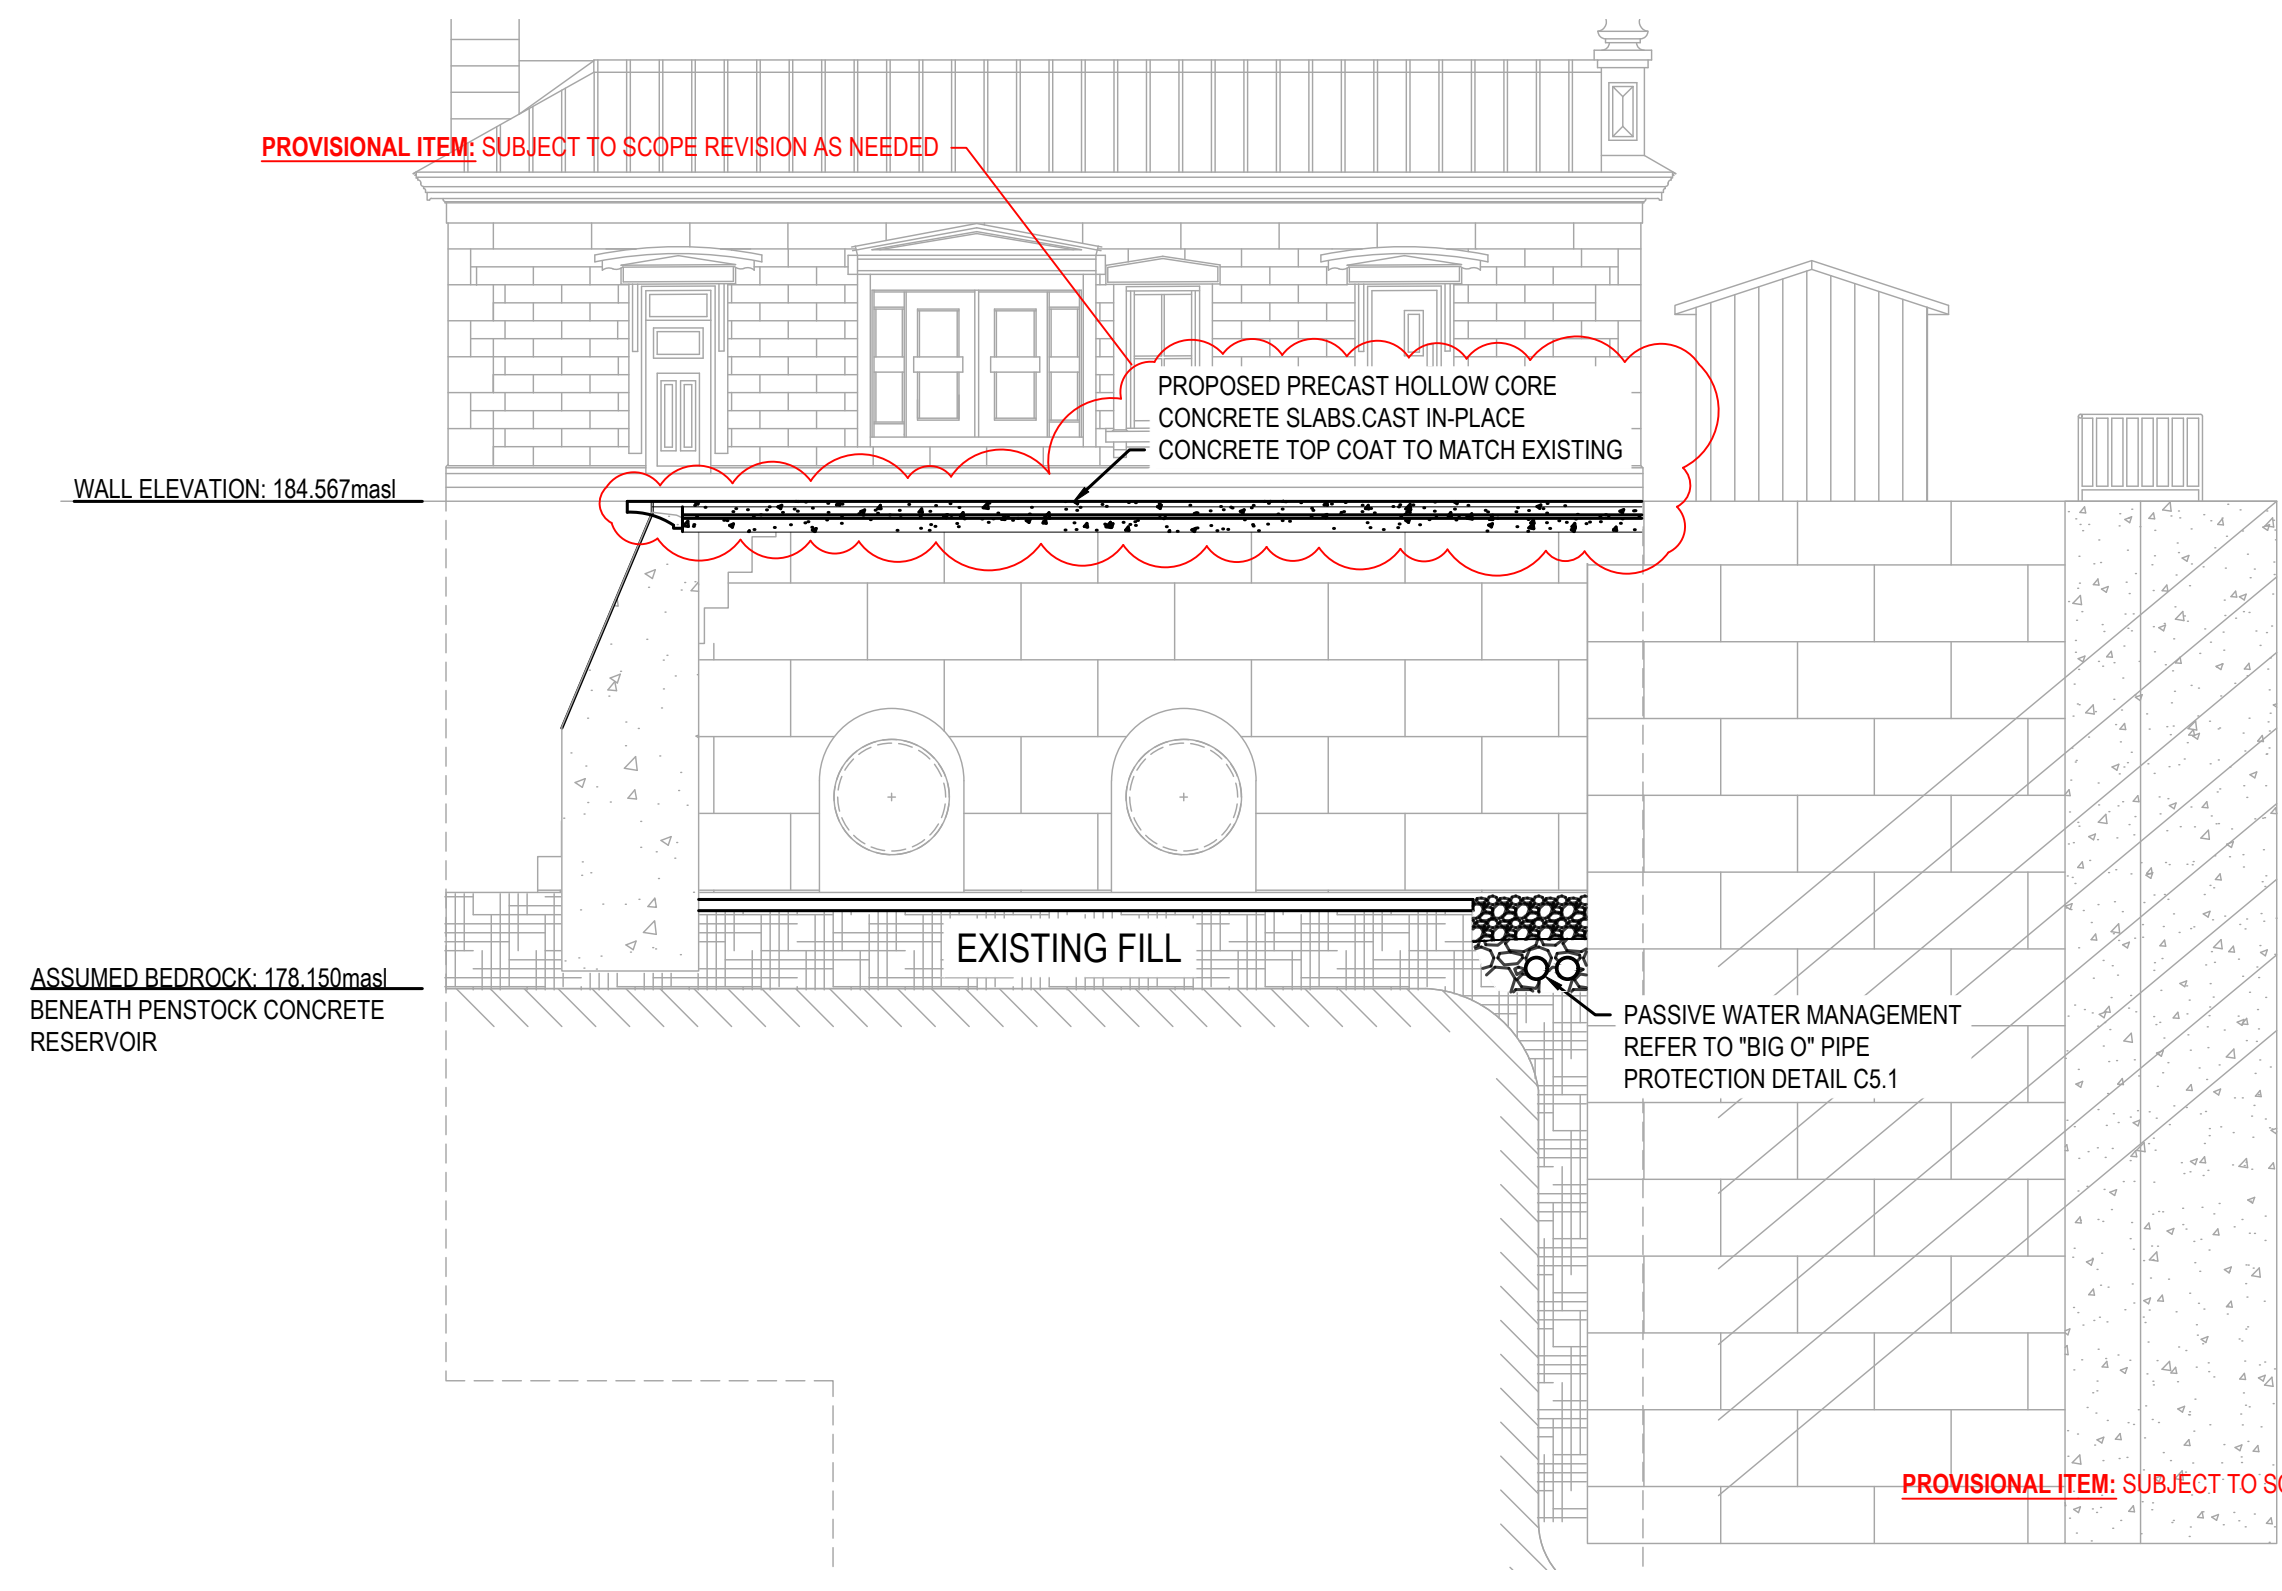 PROVISIONAL ITEM: SUBJECT TO SCOPE REVISION AS NEEDED
PROPOSED PRECAST HOLLOW CORE
CONCRETE SLABS.CAST IN-PLACE
CONCRETE TOP COAT TO MATCH EXISTING
WALL ELEVATION: 184.567masl
EXISTING FILL
ASSUMED BEDROCK: 178.150masl
BENEATH PENSTOCK CONCRETE
RESERVOIR
PASSIVE WATER MANAGEMENT
REFER TO "BIG O" PIPE
PROTECTION DETAIL C5.1
PROVISIONAL ITEM: SUBJECT TO